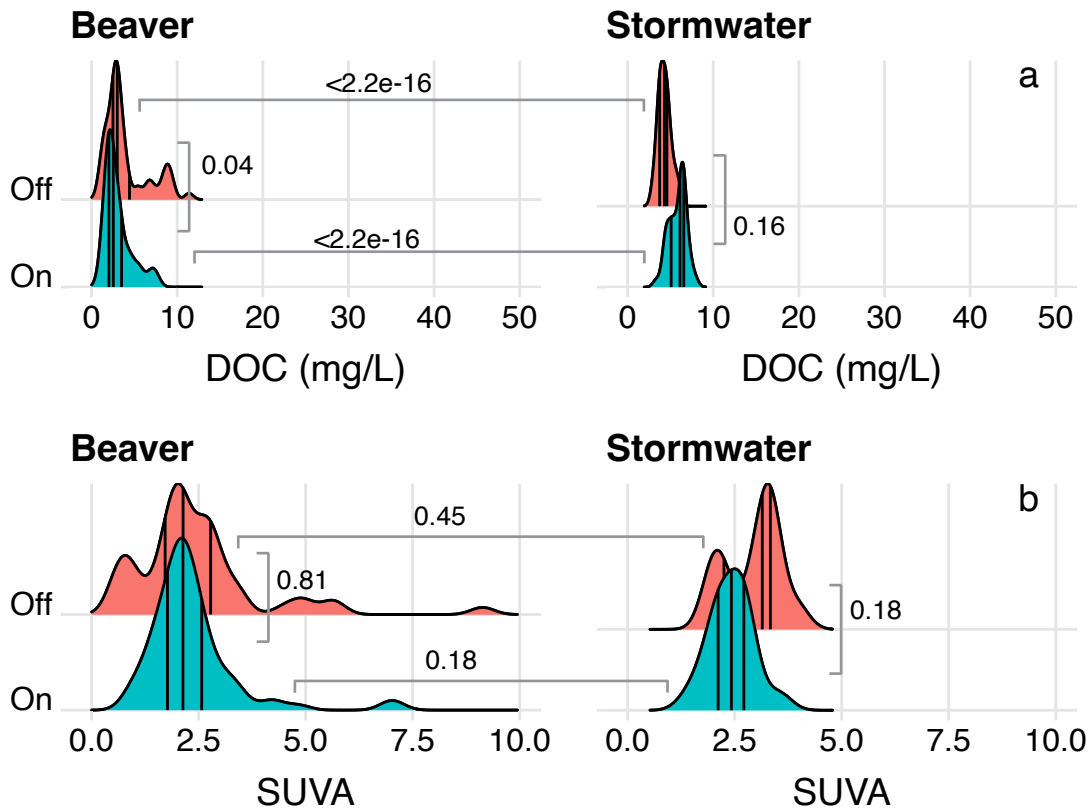 Beaver Stormwater
a
<2.2e-16
0.04
Off
0.16
<2.2e-16
On
0 10 20 30 40 50 0 10 20 30 40 50
DOC (mg/L) DOC (mg/L)
Beaver Stormwater
b
0.45
0.81
Off 0.18
0.18
On
0.0 2.5 5.0 7.5 10.0 0.0 2.5 5.0 7.5 10.0
SUVA SUVA